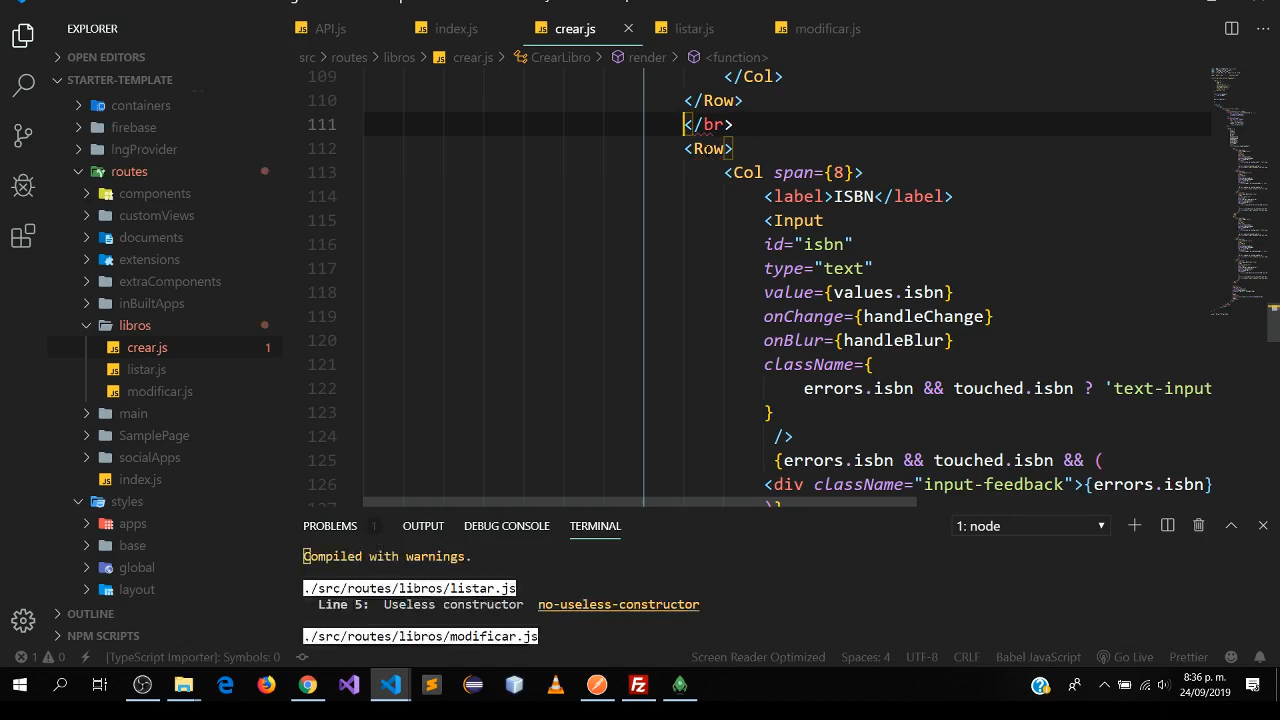 EXPLORER
API.js
index.js
crear.js
listar.js
modificar.js
OPEN EDITORS
src > routes > libros > crear.js > CrearLibro > render > <function>
STARTER-TEMPLATE
containers
firebase
lngProvider
routes
components
customViews
documents
extensions
extraComponents
inBuiltApps
libros
crear.js 1
listar.js
modificar.js
main
SamplePage
socialApps
index.js
styles
apps
base
global
layout
OUTLINE
NPM SCRIPTS
109 </Col>
110 </Row>
111 </br>
112 <Row>
113 <Col span={8}>
114 <label>ISBN</label>
115 <Input
116 id="isbn"
117 type="text"
118 value={values.isbn}
119 onChange={handleChange}
120 onBlur={handleBlur}
121 className={
122 errors.isbn && touched.isbn ? 'text-input
123 }
124 />
125 {errors.isbn && touched.isbn && (
126 <div className="input-feedback">{errors.isbn}
127 )}
PROBLEMS 1 OUTPUT DEBUG CONSOLE TERMINAL 1: node
Compiled with warnings.
./src/routes/libros/listar.js
Line 5: Useless constructor no-useless-constructor
./src/routes/libros/modificar.js
1 0 [TypeScript Importer]: Symbols: 0 Screen Reader Optimized Spaces: 4 UTF-8 CRLF Babel JavaScript Go Live Prettier
8:36 p. m.
24/09/2019